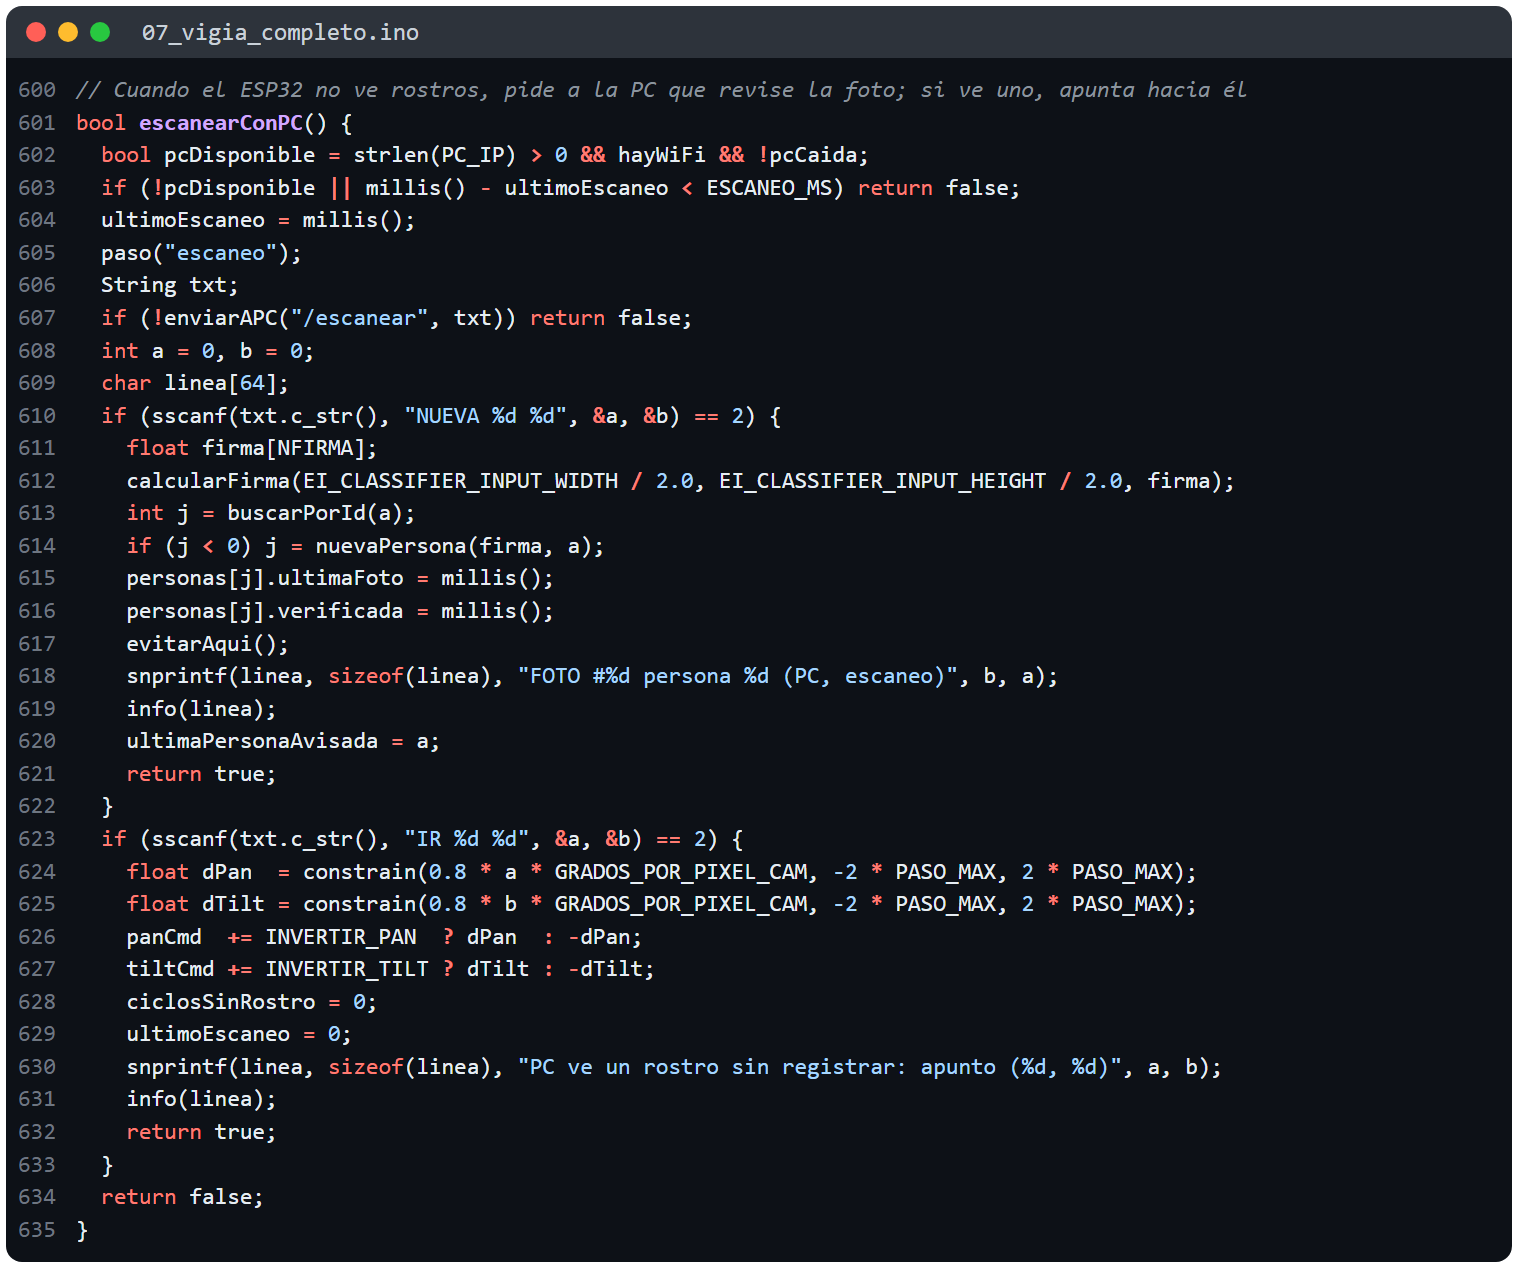 07_vigia_completo.ino
600 // Cuando el ESP32 no ve rostros, pide a la PC que revise la foto; si ve uno, apunta hacia él
601 bool escanearConPC() {
602   bool pcDisponible = strlen(PC_IP) > 0 && hayWiFi && !pcCaida;
603   if (!pcDisponible || millis() - ultimoEscaneo < ESCANEO_MS) return false;
604   ultimoEscaneo = millis();
605   paso("escaneo");
606   String txt;
607   if (!enviarAPC("/escanear", txt)) return false;
608   int a = 0, b = 0;
609   char linea[64];
610   if (sscanf(txt.c_str(), "NUEVA %d %d", &a, &b) == 2) {
611     float firma[NFIRMA];
612     calcularFirma(EI_CLASSIFIER_INPUT_WIDTH / 2.0, EI_CLASSIFIER_INPUT_HEIGHT / 2.0, firma);
613     int j = buscarPorId(a);
614     if (j < 0) j = nuevaPersona(firma, a);
615     personas[j].ultimaFoto = millis();
616     personas[j].verificada = millis();
617     evitarAqui();
618     snprintf(linea, sizeof(linea), "FOTO #%d persona %d (PC, escaneo)", b, a);
619     info(linea);
620     ultimaPersonaAvisada = a;
621     return true;
622   }
623   if (sscanf(txt.c_str(), "IR %d %d", &a, &b) == 2) {
624     float dPan  = constrain(0.8 * a * GRADOS_POR_PIXEL_CAM, -2 * PASO_MAX, 2 * PASO_MAX);
625     float dTilt = constrain(0.8 * b * GRADOS_POR_PIXEL_CAM, -2 * PASO_MAX, 2 * PASO_MAX);
626     panCmd  += INVERTIR_PAN  ? dPan  : -dPan;
627     tiltCmd += INVERTIR_TILT ? dTilt : -dTilt;
628     ciclosSinRostro = 0;
629     ultimoEscaneo = 0;
630     snprintf(linea, sizeof(linea), "PC ve un rostro sin registrar: apunto (%d, %d)", a, b);
631     info(linea);
632     return true;
633   }
634   return false;
635 }